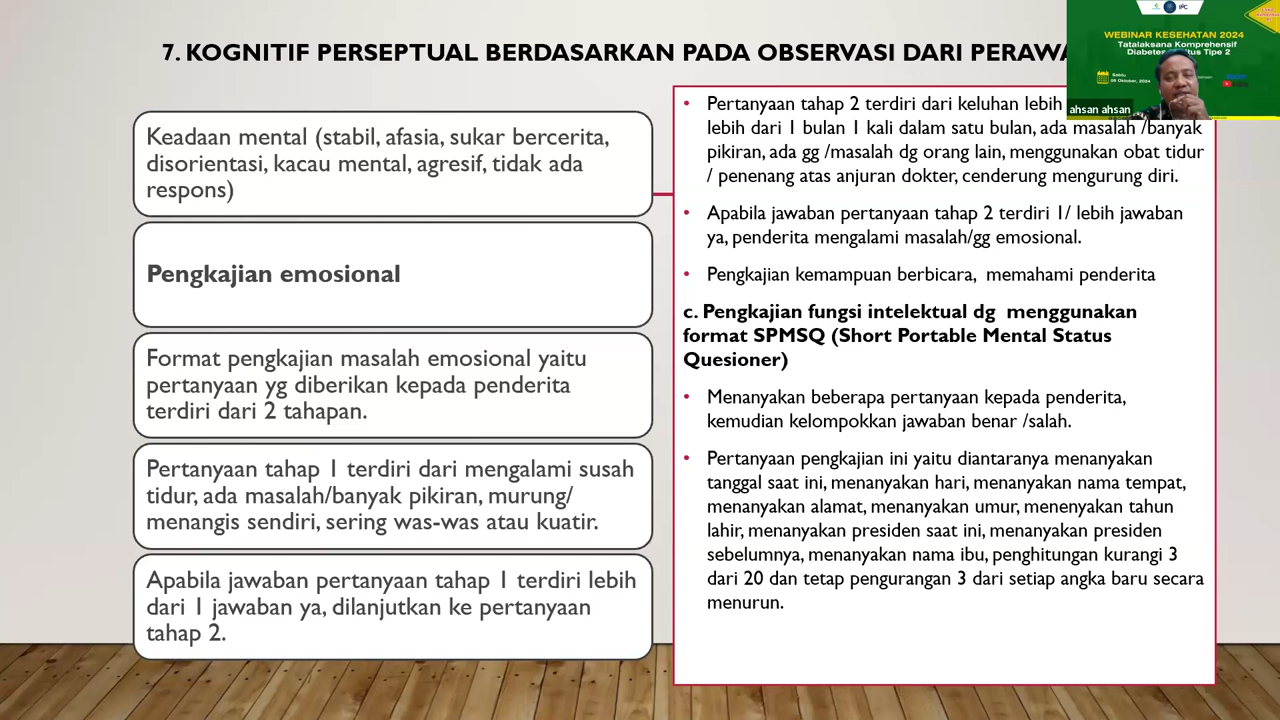 7. KOGNITIF PERSEPTUAL BERDASARKAN PADA OBSERVASI DARI
Keadaan mental (stabil, afasia, sukar bercerita,
disorientasi, kacau mental, agresif, tidak ada
respons)
Pengkajian emosional
Format pengkajian masalah emosional yaitu
pertanyaan yg diberikan kepada penderita
terdiri dari 2 tahapan.
Pertanyaan tahap 1 terdiri dari mengalami susah
tidur, ada masalah/banyak pikiran, murung/
menangis sendiri, sering was-was atau kuatir.
Apabila jawaban pertanyaan tahap 1 terdiri lebih
dari 1 jawaban ya, dilanjutkan ke pertanyaan
tahap 2.
• Pertanyaan tahap 2 terdiri dari keluhan lebih
lebih dari 1 bulan 1 kali dalam satu bulan, ada masalah /banyak
pikiran, ada gg /masalah dg orang lain, menggunakan obat tidur
/ penenang atas anjuran dokter, cenderung mengurung diri.
• Apabila jawaban pertanyaan tahap 2 terdiri 1/ lebih jawaban
ya, penderita mengalami masalah/gg emosional.
• Pengkajian kemampuan berbicara, memahami penderita
c. Pengkajian fungsi intelektual dg menggunakan
format SPMSQ (Short Portable Mental Status
Quesioner)
• Menanyakan beberapa pertanyaan kepada penderita,
kemudian kelompokkan jawaban benar /salah.
• Pertanyaan pengkajian ini yaitu diantaranya menanyakan
tanggal saat ini, menanyakan hari, menanyakan nama tempat,
menanyakan alamat, menanyakan umur, menenyakan tahun
lahir, menanyakan presiden saat ini, menanyakan presiden
sebelumnya, menanyakan nama ibu, penghitungan kurangi 3
dari 20 dan tetap pengurangan 3 dari setiap angka baru secara
menurun.
WEBINAR KESEHATAN 2024
Tatalaksana Komprehensif
Tipe 2
Sabtu
Oktober, 2024
ahsan ahsan